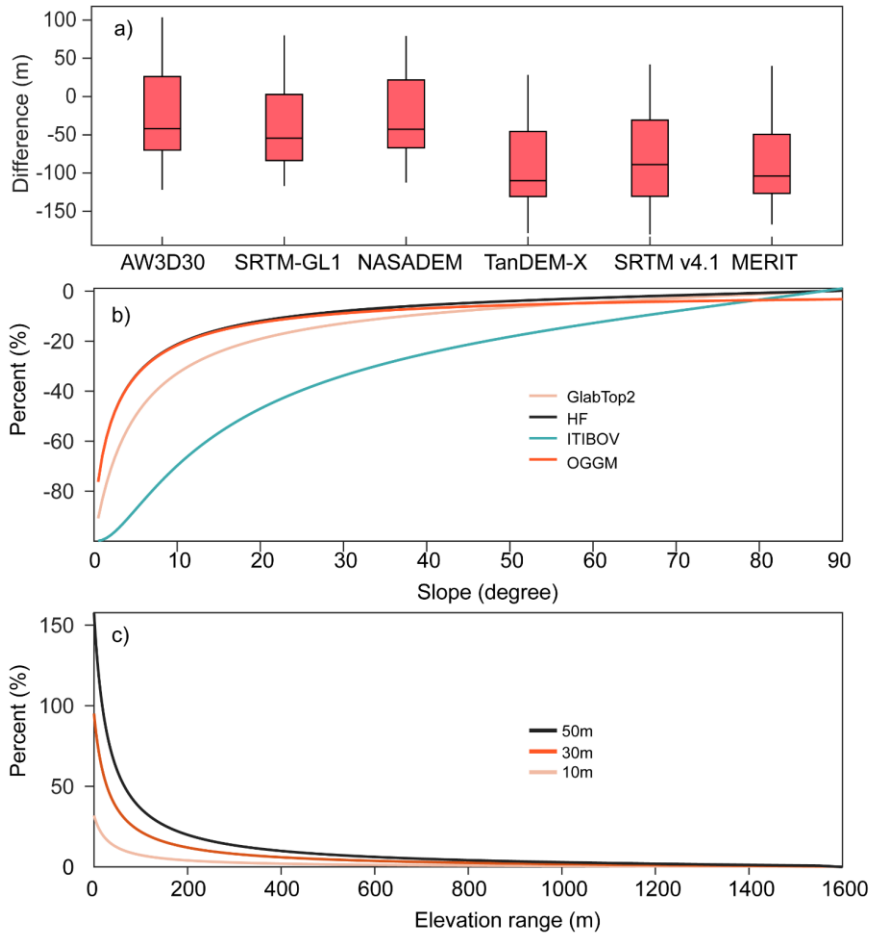 a)
Difference (m)
100
50
0
-50
-100
-150
AW3D30 SRTM-GL1 NASADEM TanDEM-X SRTM v4.1 MERIT
b)
Percent (%)
0
-20
-40
-60
-80
GlabTop2
HF
ITIBOV
OGGM
0 10 20 30 40 50 60 70 80 90
Slope (degree)
c)
Percent (%)
150
100
50
0
50m
30m
10m
0 200 400 600 800 1000 1200 1400 1600
Elevation range (m)